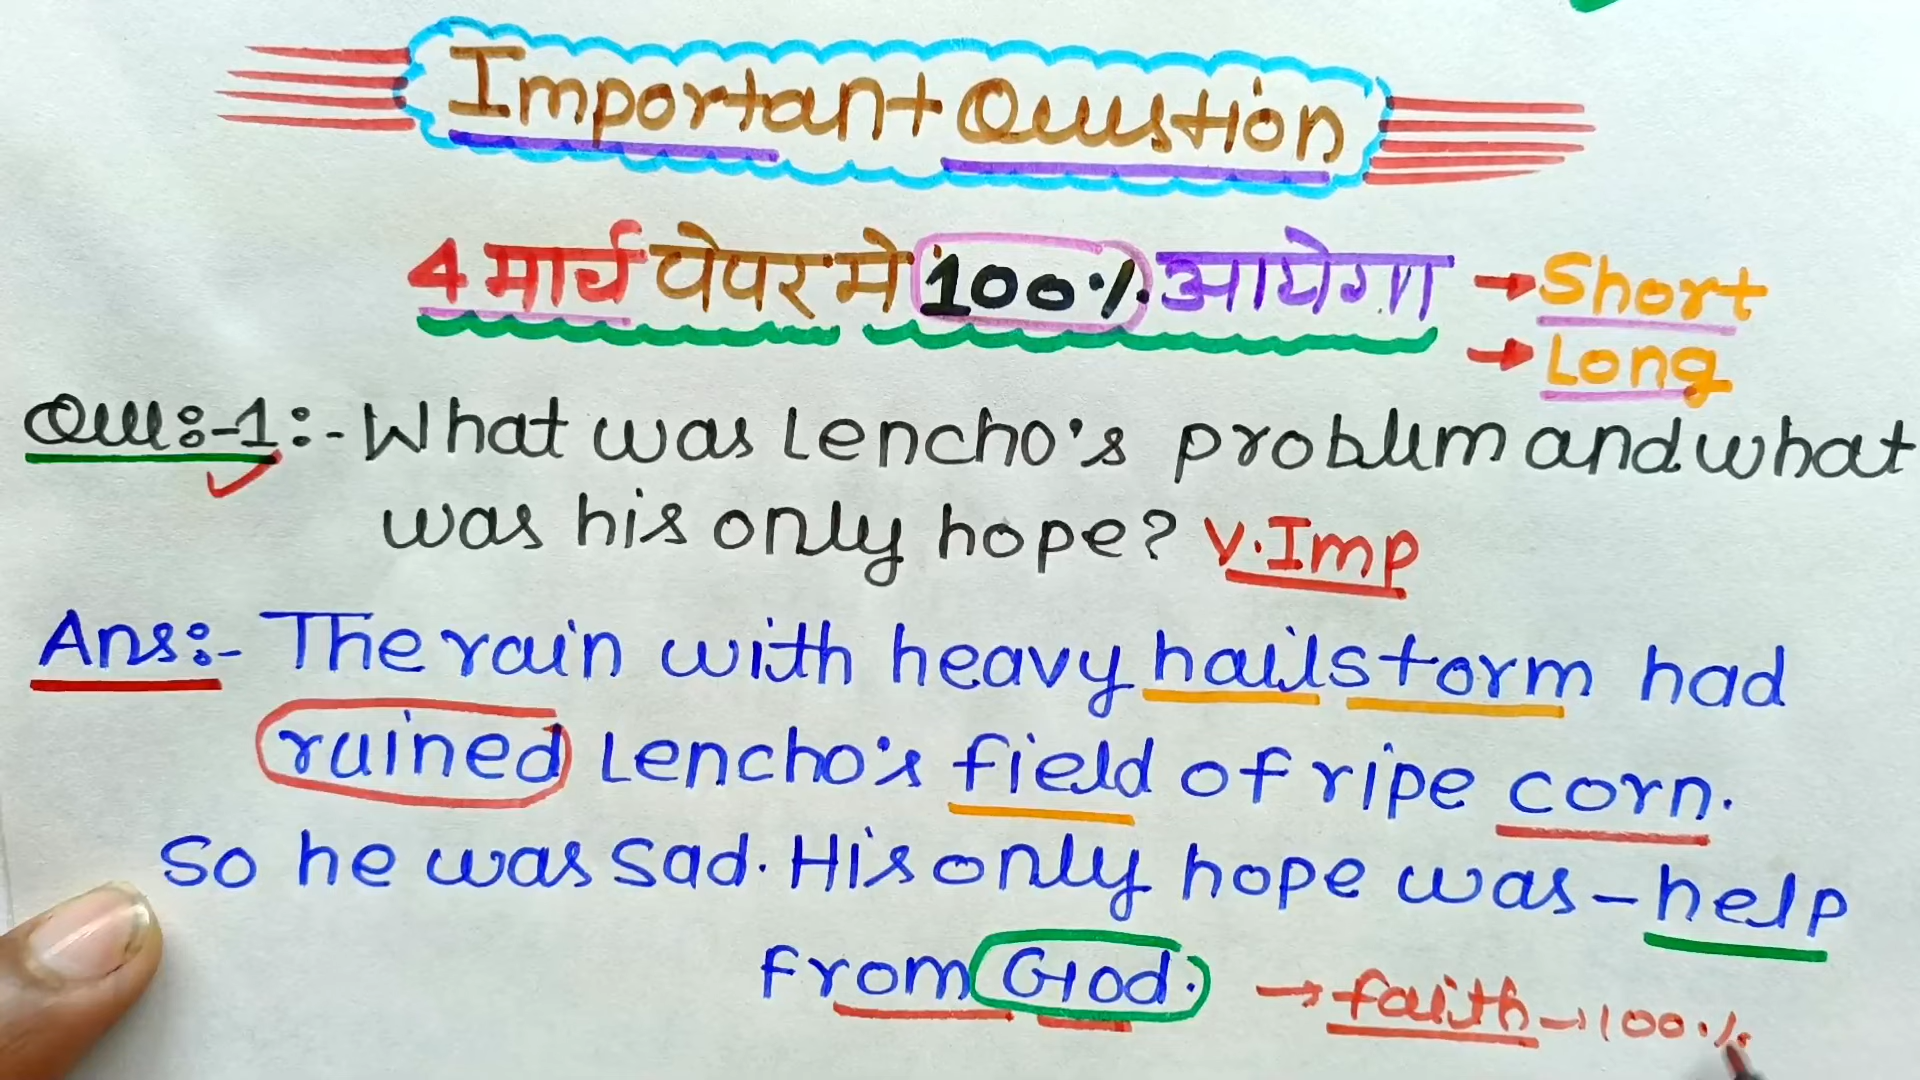 Important Question
4 मार्च पेपर मे 100% आयेगा → Short
→ Long
Que:-1:- What was Lencho's problem and what
was his only hope? V.Imp
Ans:- The rain with heavy hailstorm had
ruined Lencho's field of ripe corn.
So he was sad. His only hope was - help
from God. → faith → 100%